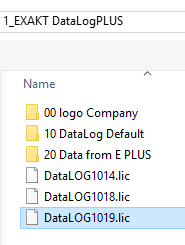 1_EXAKT DataLogPLUS
Name
00 logo Company
10 DataLog Default
20 Data from E PLUS
DataLOG1014.lic
DataLOG1018.lic
DataLOG1019.lic